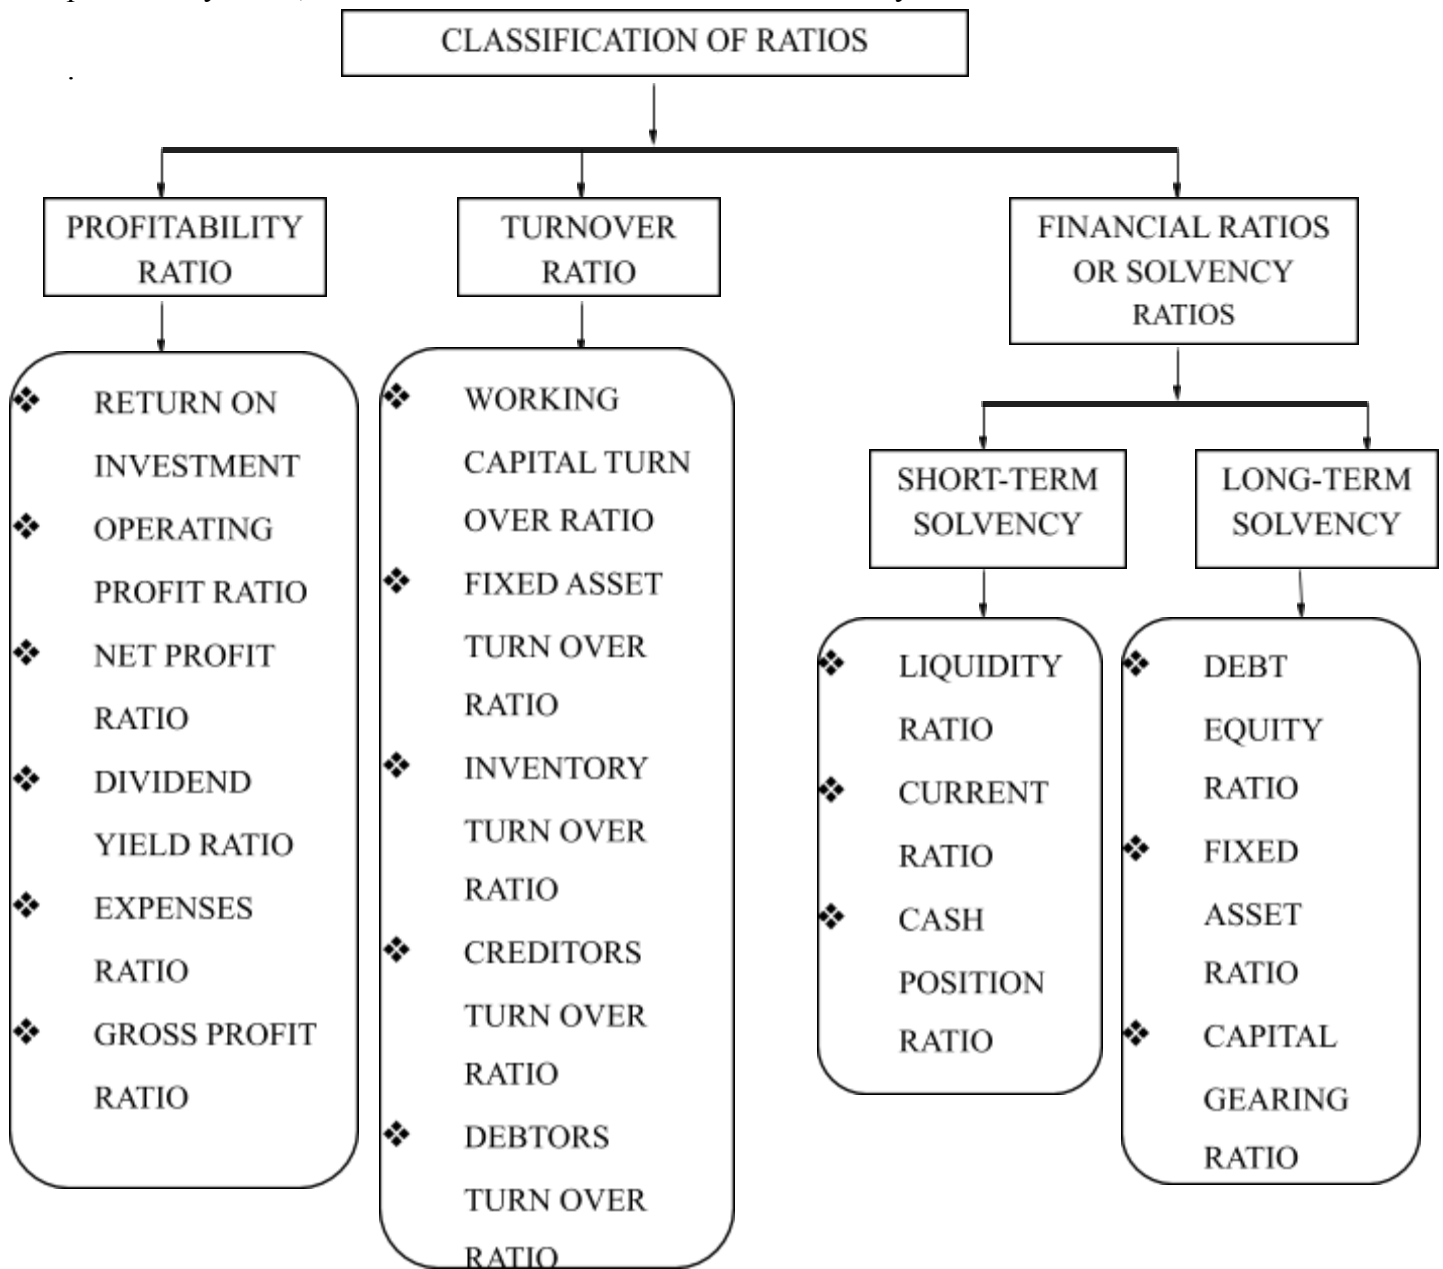 CLASSIFICATION OF RATIOS
.
PROFITABILITY
RATIO
TURNOVER
RATIO
FINANCIAL RATIOS
OR SOLVENCY
RATIOS
❖ RETURN ON
INVESTMENT
❖ OPERATING
PROFIT RATIO
❖ NET PROFIT
RATIO
❖ DIVIDEND
YIELD RATIO
❖ EXPENSES
RATIO
❖ GROSS PROFIT
RATIO
❖ WORKING
CAPITAL TURN
OVER RATIO
❖ FIXED ASSET
TURN OVER
RATIO
❖ INVENTORY
TURN OVER
RATIO
❖ CREDITORS
TURN OVER
RATIO
❖ DEBTORS
TURN OVER
RATIO
SHORT-TERM
SOLVENCY
LONG-TERM
SOLVENCY
❖ LIQUIDITY
RATIO
❖ CURRENT
RATIO
❖ CASH
POSITION
RATIO
❖ DEBT
EQUITY
RATIO
❖ FIXED
ASSET
RATIO
❖ CAPITAL
GEARING
RATIO